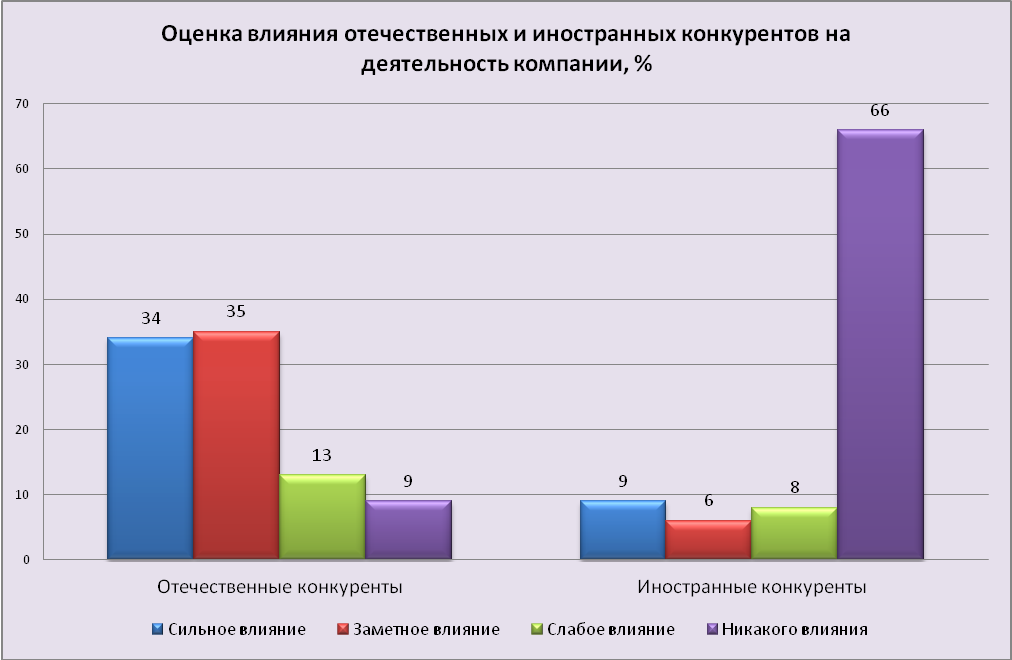 Оценка влияния отечественных и иностранных конкурентов на
деятельность компании, %
70
60
50
40
30
20
10
0
34
35
13
9
9
6
8
66
Отечественные конкуренты
Иностранные конкуренты
Сильное влияние
Заметное влияние
Слабое влияние
Никакого влияния